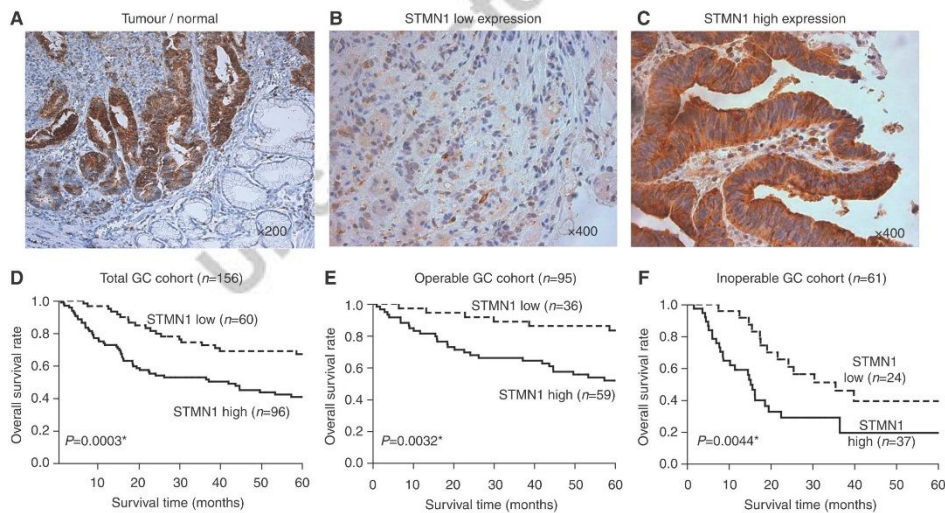 A Tumour / normal
B STMN1 low expression
C STMN1 high expression
×200
×400
×400
D Total GC cohort (n=156)
Overall survival rate
1.0
0.8
0.6
0.4
0.2
0.0
STMN1 low (n=60)
STMN1 high (n=96)
P=0.0003*
10 20 30 40 50 60
Survival time (months)
E Operable GC cohort (n=95)
Overall survival rate
1.0
0.8
0.6
0.4
0.2
0.0
STMN1 low (n=36)
STMN1 high (n=59)
P=0.0032*
0 10 20 30 40 50 60
Survival time (months)
F Inoperable GC cohort (n=61)
Overall survival rate
1.0
0.8
0.6
0.4
0.2
0.0
STMN1
low (n=24)
STMN1
high (n=37)
P=0.0044*
0 10 20 30 40 50 60
Survival time (months)